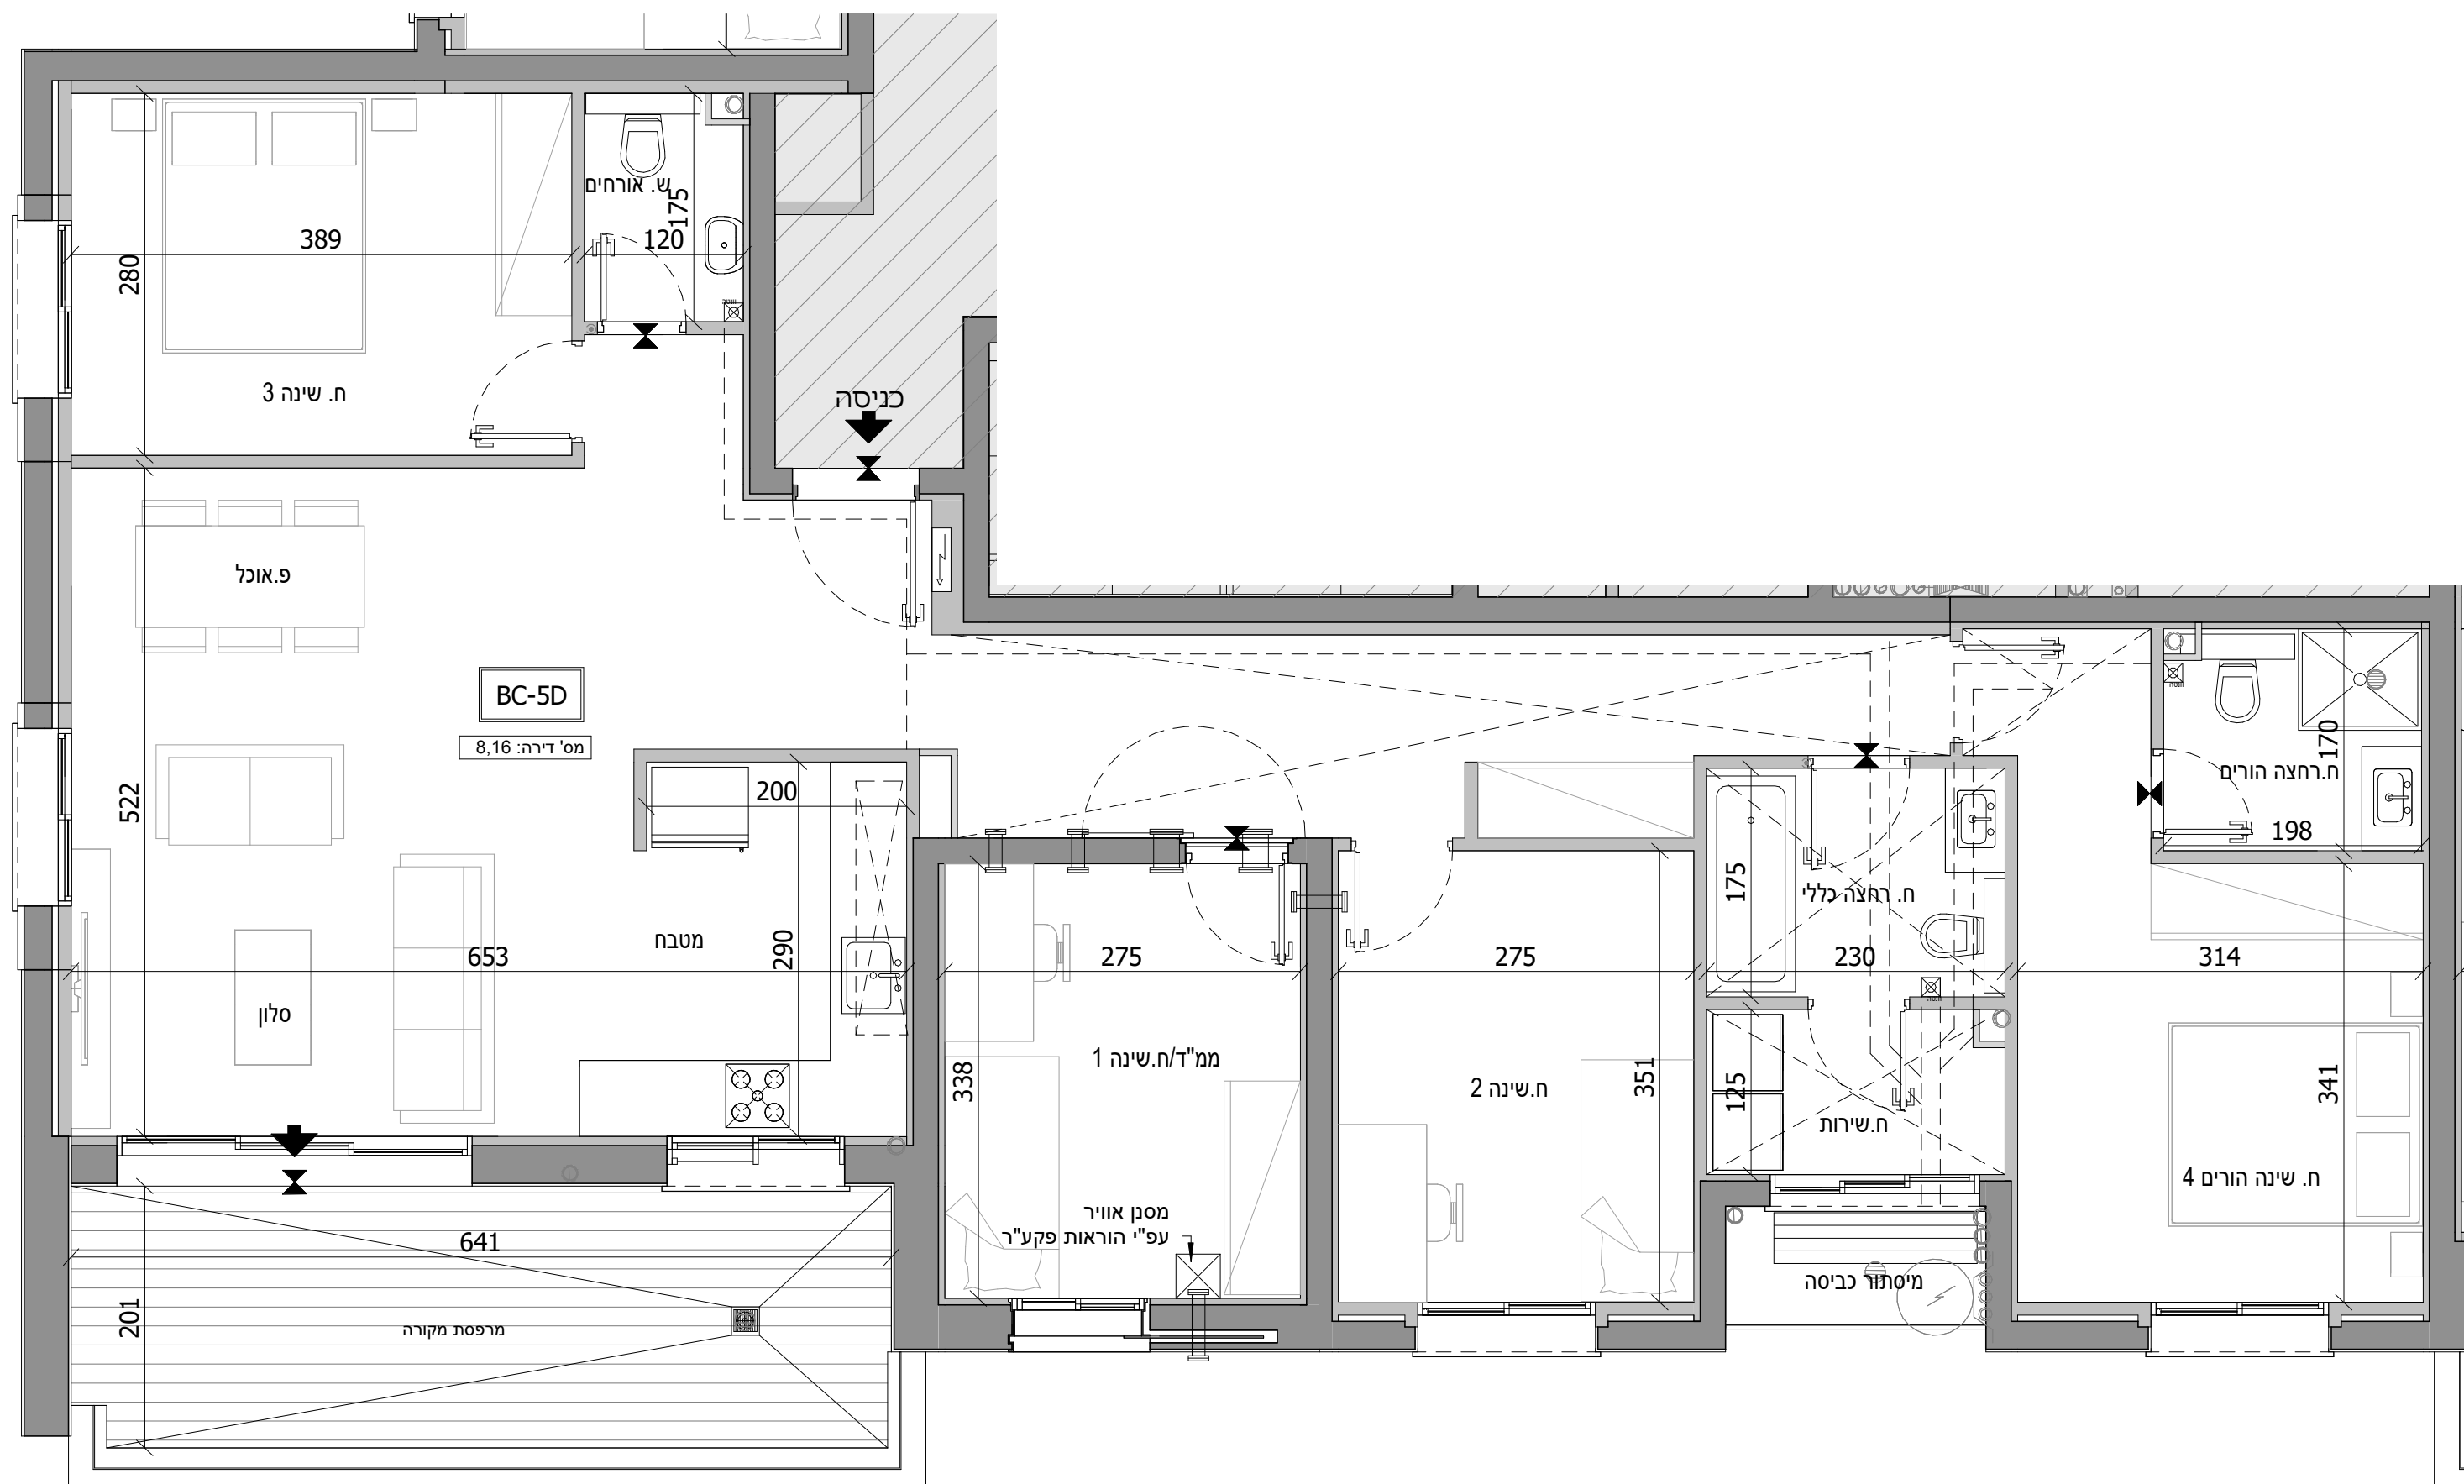 ש. אורחים
175
389
120
280
ח. שינה 3
כניסה
פ.אוכל
BC-5D
מס' דירה: 8,16
522
200
290
653
מטבח
סלון
275
338
ממ"ד/ח.שינה 1
מסנן אוויר
עפ"י הוראות פקע"ר
275
351
ח.שינה 2
175
ח. רחצה כללי
230
125
ח.שירות
מיסתור כביסה
170
ח.רחצה הורים
198
314
341
ח. שינה הורים 4
641
201
מרפסת מקורה